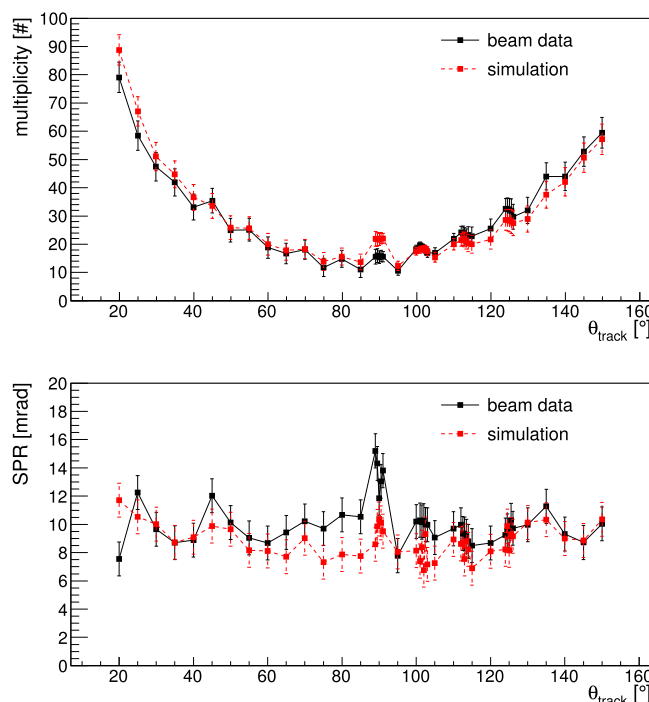 multiplicity [#]
100
90
80
70
60
50
40
30
20
10
0
beam data
simulation
20 40 60 80 100 120 140 160
θtrack [°]
SPR [mrad]
20
18
16
14
12
10
8
6
4
2
0
beam data
simulation
20 40 60 80 100 120 140 160
θtrack [°]